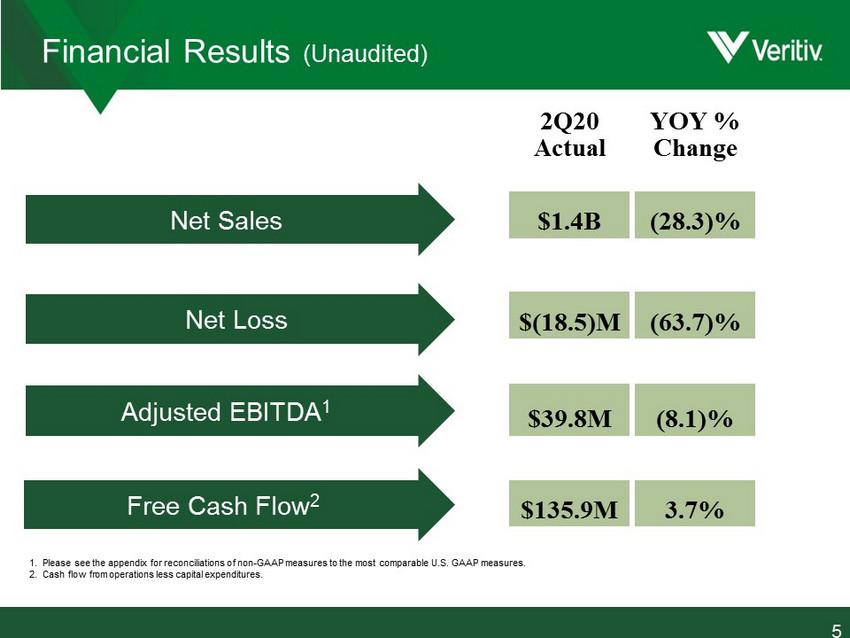 Financial Results (Unaudited)
Veritiv.
2Q20 Actual
YOY % Change
Net Sales
$1.4B
(28.3)%
Net Loss
$(18.5)M
(63.7)%
Adjusted EBITDA1
$39.8M
(8.1)%
Free Cash Flow2
$135.9M
3.7%
1. Please see the appendix for reconciliations of non-GAAP measures to the most comparable U.S. GAAP measures.
2. Cash flow from operations less capital expenditures.
5